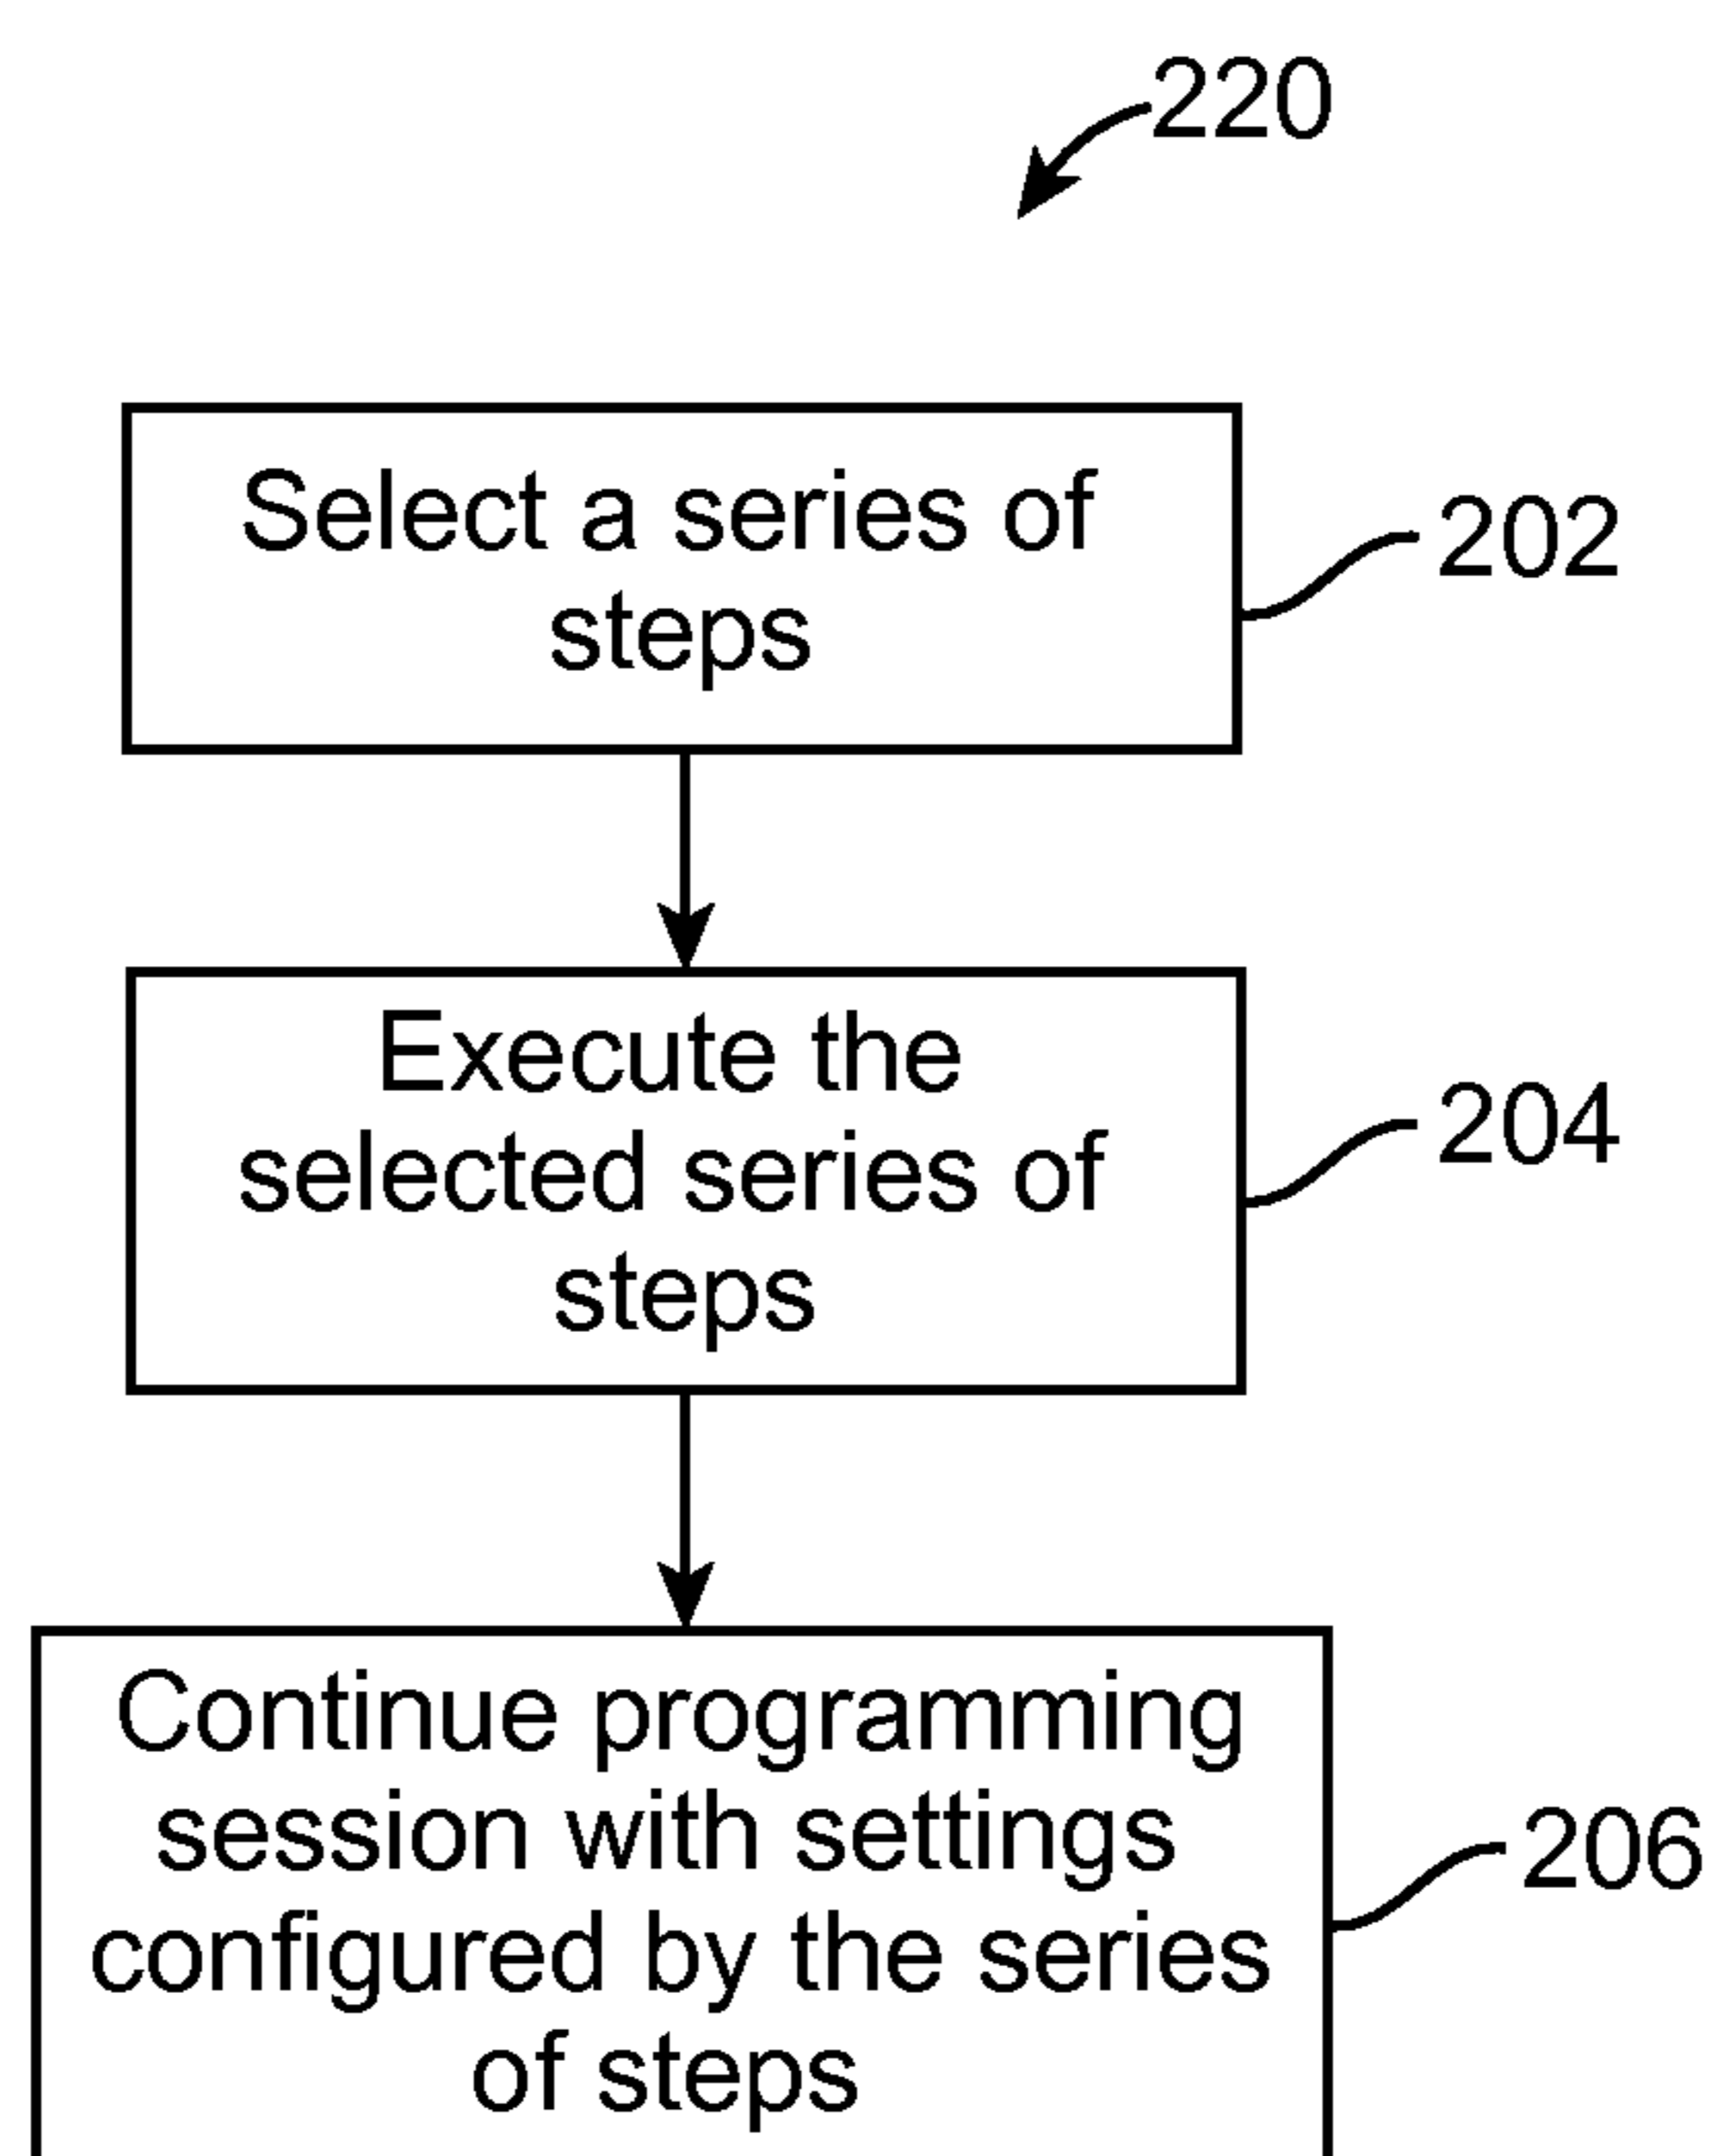 220
Select a series of
steps
202
Execute the
selected series of
steps
204
Continue programming
session with settings
configured by the series
of steps
206